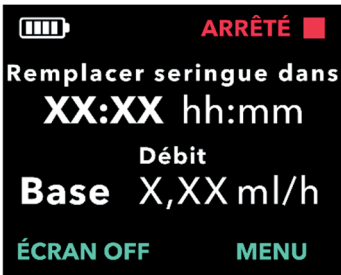 ARRÊTÉ
Remplacer seringue dans
XX:XX hh:mm
Débit
Base X,XX ml/h
ÉCRAN OFF MENU